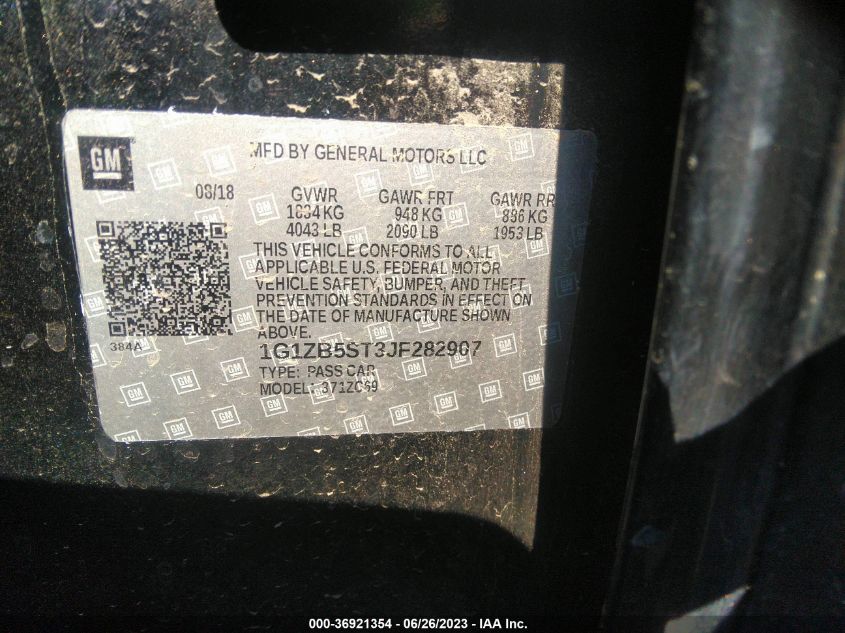 GM
MFD BY GENERAL MOTORS LLC
08/18 GVWR GAWR FRT GAWR RR
1834 KG 948 KG 886 KG
4043 LB 2090 LB 1953 LB
THIS VEHICLE CONFORMS TO ALL
APPLICABLE U.S. FEDERAL MOTOR
VEHICLE SAFETY, BUMPER, AND THEFT
PREVENTION STANDARDS IN EFFECT ON
THE DATE OF MANUFACTURE SHOWN
ABOVE.
384A
1G1ZB5ST3JF282907
TYPE: PASS CAR
MODEL: 371ZC69
000-36921354 - 06/26/2023 - IAA Inc.